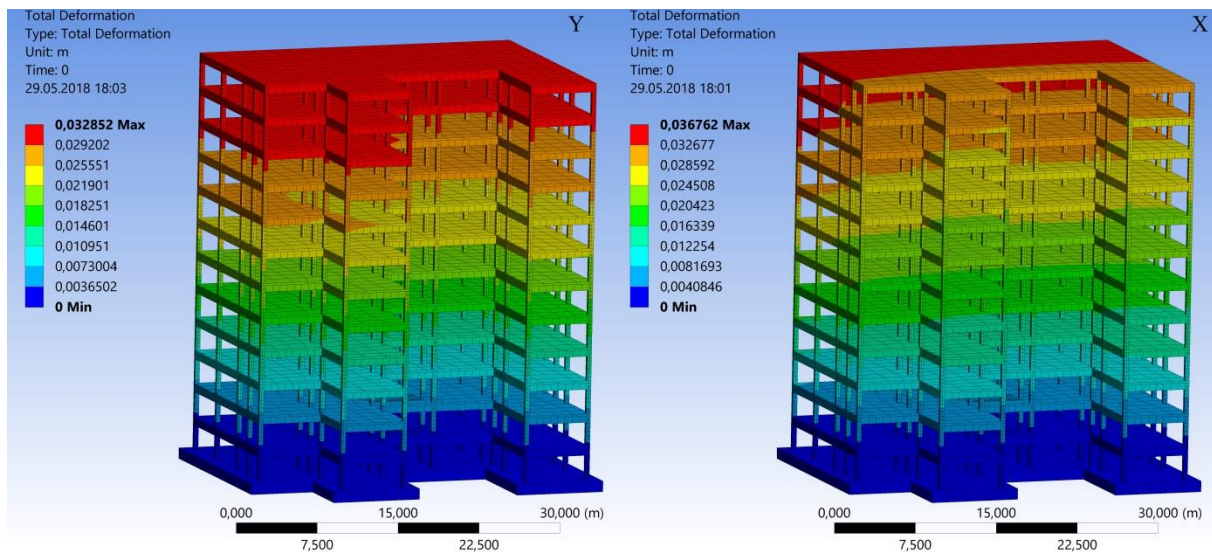 Total Deformation
Type: Total Deformation
Unit: m
Time: 0
29.05.2018 18:03
Y
0,032852 Max
0,029202
0,025551
0,021901
0,018251
0,014601
0,010951
0,0073004
0,0036502
0 Min
0,000 15,000 30,000 (m)
7,500 22,500
Total Deformation
Type: Total Deformation
Unit: m
Time: 0
29.05.2018 18:01
X
0,036762 Max
0,032677
0,028592
0,024508
0,020423
0,016339
0,012254
0,0081693
0,0040846
0 Min
0,000 15,000 30,000 (m)
7,500 22,500